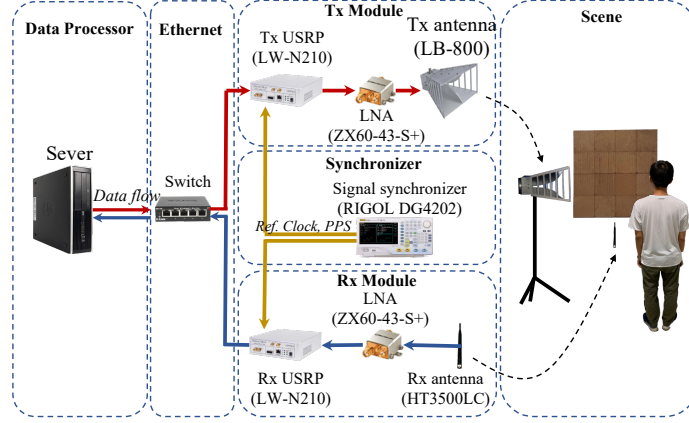 Data Processor
Ethernet
Tx Module
Scene
Tx USRP
(LW-N210)
Tx antenna
(LB-800)
LNA
(ZX60-43-S+)
Sever
Data flow
Switch
Synchronizer
Signal synchronizer
(RIGOL DG4202)
Ref. Clock, PPS
Rx Module
LNA
(ZX60-43-S+)
Rx USRP
(LW-N210)
Rx antenna
(HT3500LC)